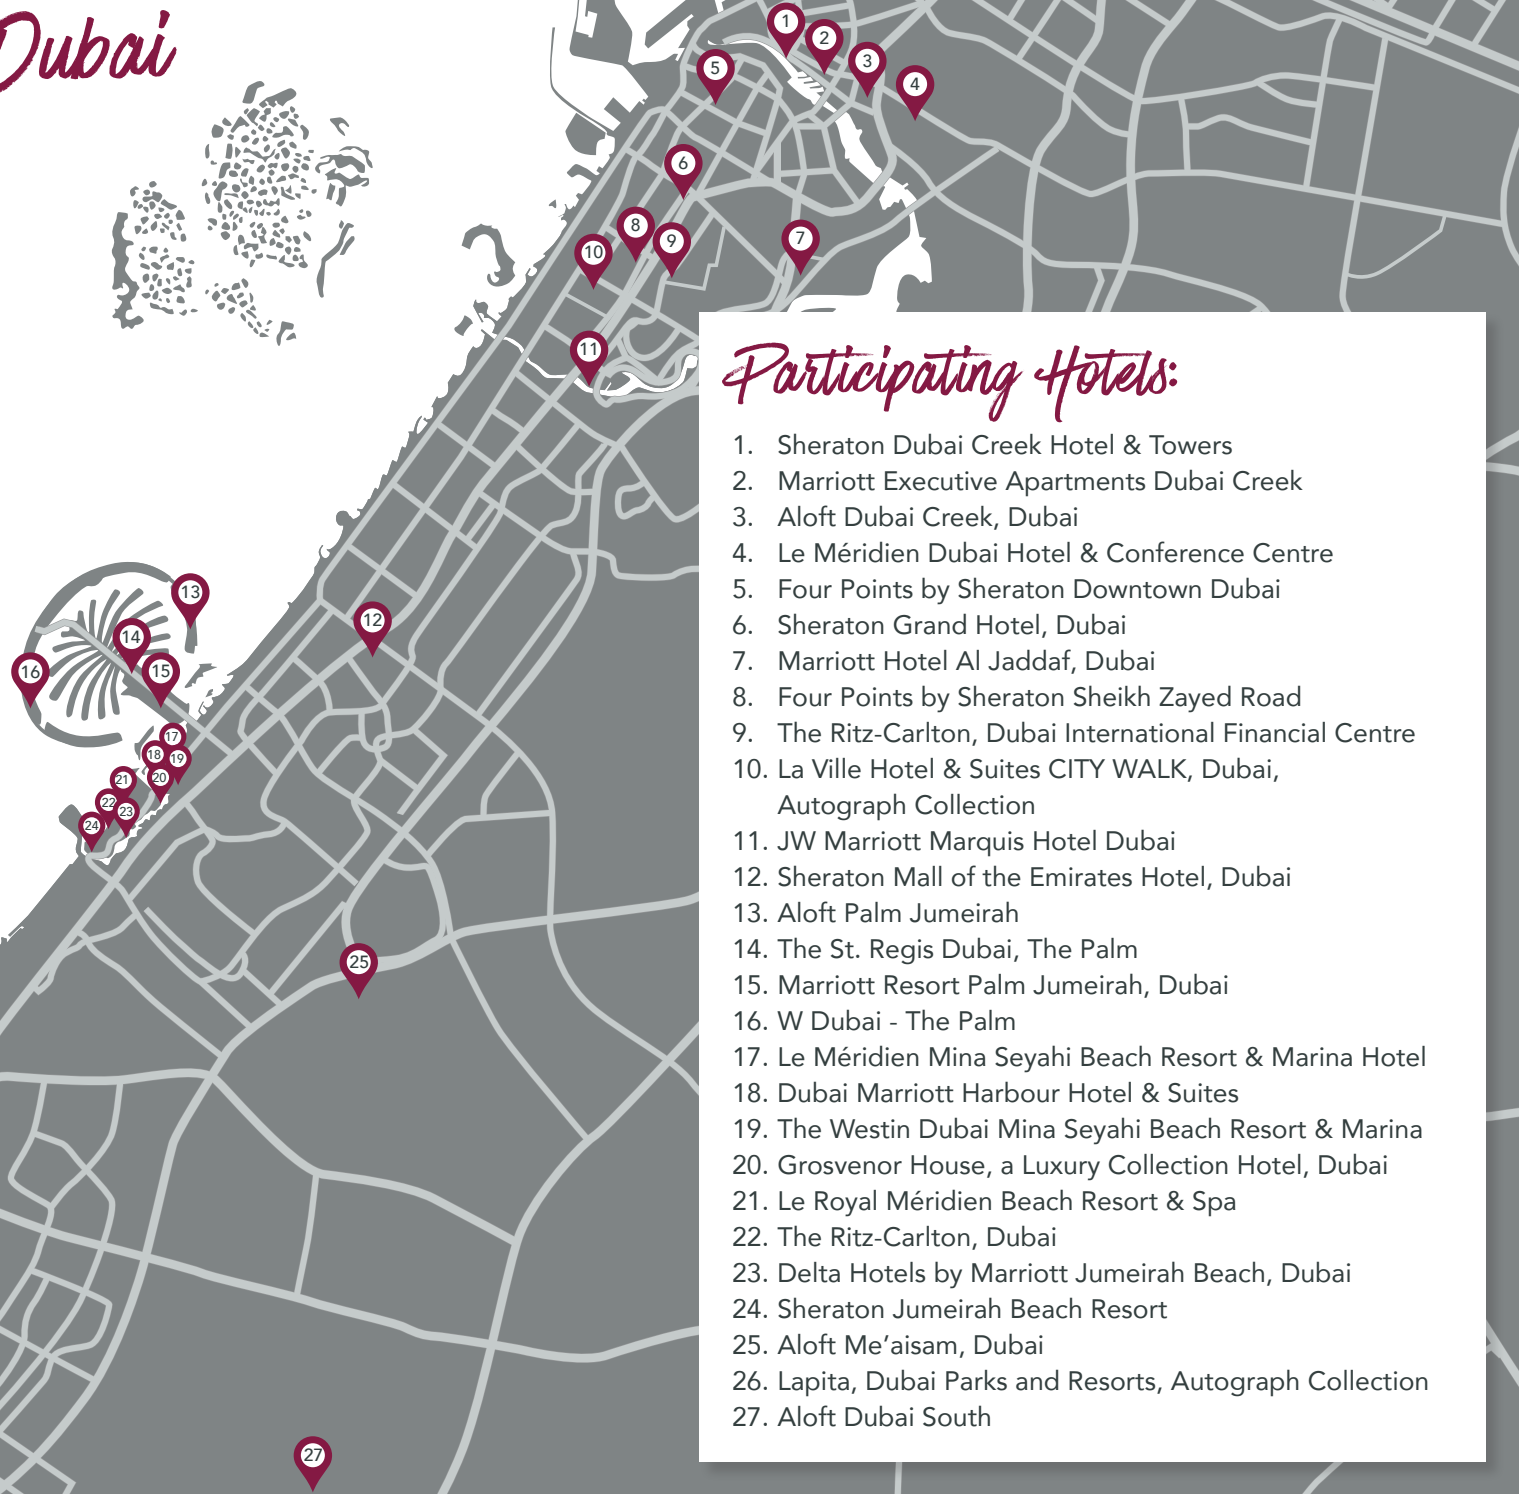 Dubai
1
2
3
4
5
6
7
8
9
10
11
12
13
14
15
16
17
18
19
20
21
22
23
24
25
27
Participating Hotels:
1. Sheraton Dubai Creek Hotel & Towers
2. Marriott Executive Apartments Dubai Creek
3. Aloft Dubai Creek, Dubai
4. Le Méridien Dubai Hotel & Conference Centre
5. Four Points by Sheraton Downtown Dubai
6. Sheraton Grand Hotel, Dubai
7. Marriott Hotel Al Jaddaf, Dubai
8. Four Points by Sheraton Sheikh Zayed Road
9. The Ritz-Carlton, Dubai International Financial Centre
10. La Ville Hotel & Suites CITY WALK, Dubai,
Autograph Collection
11. JW Marriott Marquis Hotel Dubai
12. Sheraton Mall of the Emirates Hotel, Dubai
13. Aloft Palm Jumeirah
14. The St. Regis Dubai, The Palm
15. Marriott Resort Palm Jumeirah, Dubai
16. W Dubai - The Palm
17. Le Méridien Mina Seyahi Beach Resort & Marina Hotel
18. Dubai Marriott Harbour Hotel & Suites
19. The Westin Dubai Mina Seyahi Beach Resort & Marina
20. Grosvenor House, a Luxury Collection Hotel, Dubai
21. Le Royal Méridien Beach Resort & Spa
22. The Ritz-Carlton, Dubai
23. Delta Hotels by Marriott Jumeirah Beach, Dubai
24. Sheraton Jumeirah Beach Resort
25. Aloft Me’aisam, Dubai
26. Lapita, Dubai Parks and Resorts, Autograph Collection
27. Aloft Dubai South